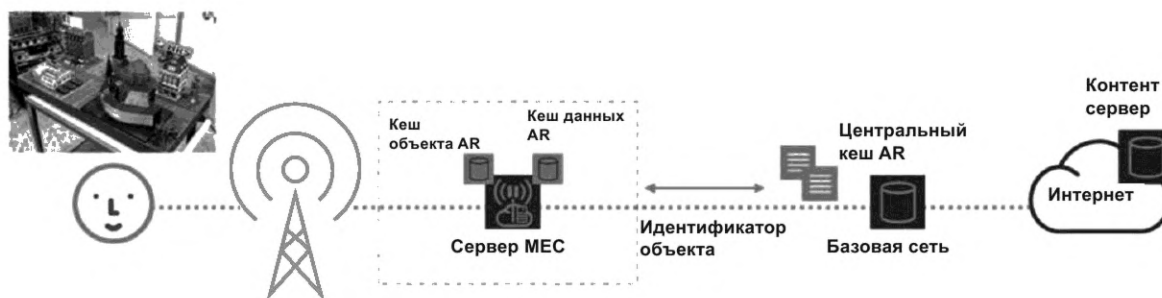 Кеш
объекта AR
Кеш данных
AR
Сервер MEC
Идентификатор
объекта
Центральный
кеш AR
Базовая сеть
Контент
сервер
Интернет